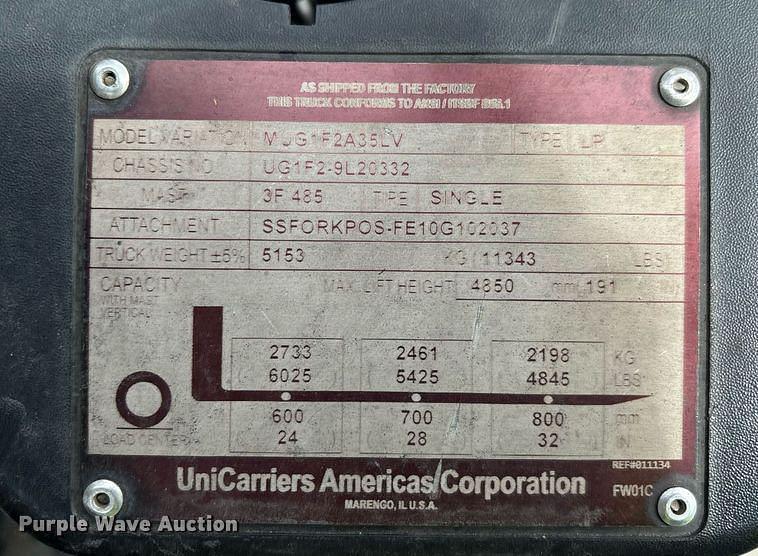 AS SHIPPED FROM THE FACTORY
THIS TRUCK CONFORMS TO ANSI / ITSDF B56.1
MODEL VARIATION MUG1F2A35LV TYPE LP
CHASSIS NO UG1F2-9L20332
MAST 3F 485 TIRE SINGLE
ATTACHMENT SSFORKPOS-FE10G102037
TRUCK WEIGHT ±5% 5153 KG / 11343 LBS
CAPACITY MAX. LIFT HEIGHT 4850 mm ( 191 IN)
WITH MAST
VERTICAL
2733 2461 2198 KG
6025 5425 4845 LBS
600 700 800 mm
LOAD CENTER 24 28 32 IN
REF#011134
UniCarriers Americas Corporation FW01C
MARENGO, IL U.S.A.
Purple Wave Auction